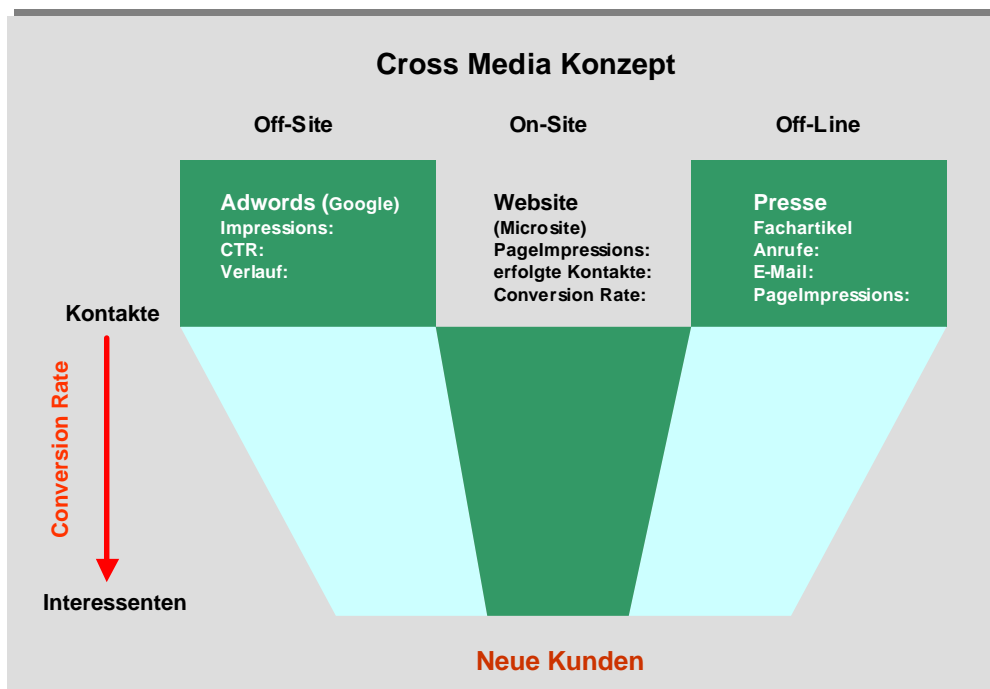 Cross Media Konzept
Off-Site
On-Site
Off-Line
Adwords (Google)
Impressions:
CTR:
Verlauf:
Website
(Microsite)
PageImpressions:
erfolgte Kontakte:
Conversion Rate:
Presse
Fachartikel
Anrufe:
E-Mail:
PageImpressions:
Kontakte
Conversion Rate
Interessenten
Neue Kunden